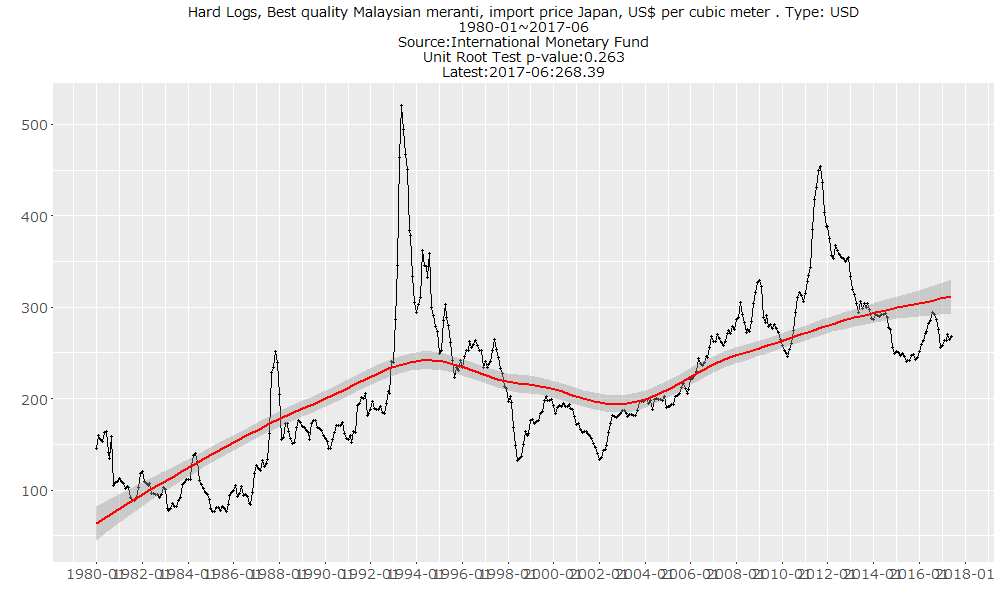 Hard Logs, Best quality Malaysian meranti, import price Japan, US$ per cubic meter . Type: USD
1980-01~2017-06
Source:International Monetary Fund
Unit Root Test p-value:0.263
Latest:2017-06:268.39
500
400
300
200
100
1980-01 1982-01 1984-01 1986-01 1988-01 1990-01 1992-01 1994-01 1996-01 1998-01 2000-01 2002-01 2004-01 2006-01 2008-01 2010-01 2012-01 2014-01 2016-01 2018-01